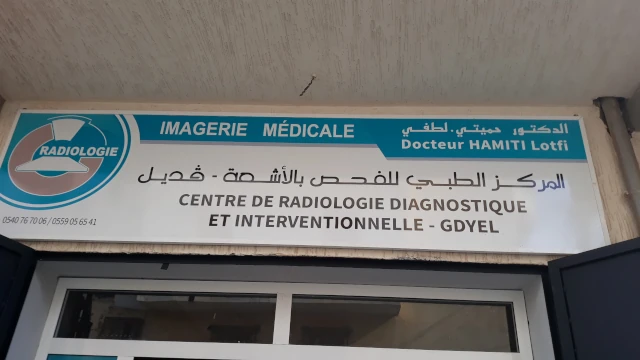 RADIOLOGIE
0540 76 70 06 / 0559 05 65 41
IMAGERIE MÉDICALE
الدكتور حميتي.لطفي
Docteur HAMITI Lotfi
المركز الطبي للفحص بالأشعة - ڤديل
CENTRE DE RADIOLOGIE DIAGNOSTIQUE
ET INTERVENTIONNELLE - GDYEL